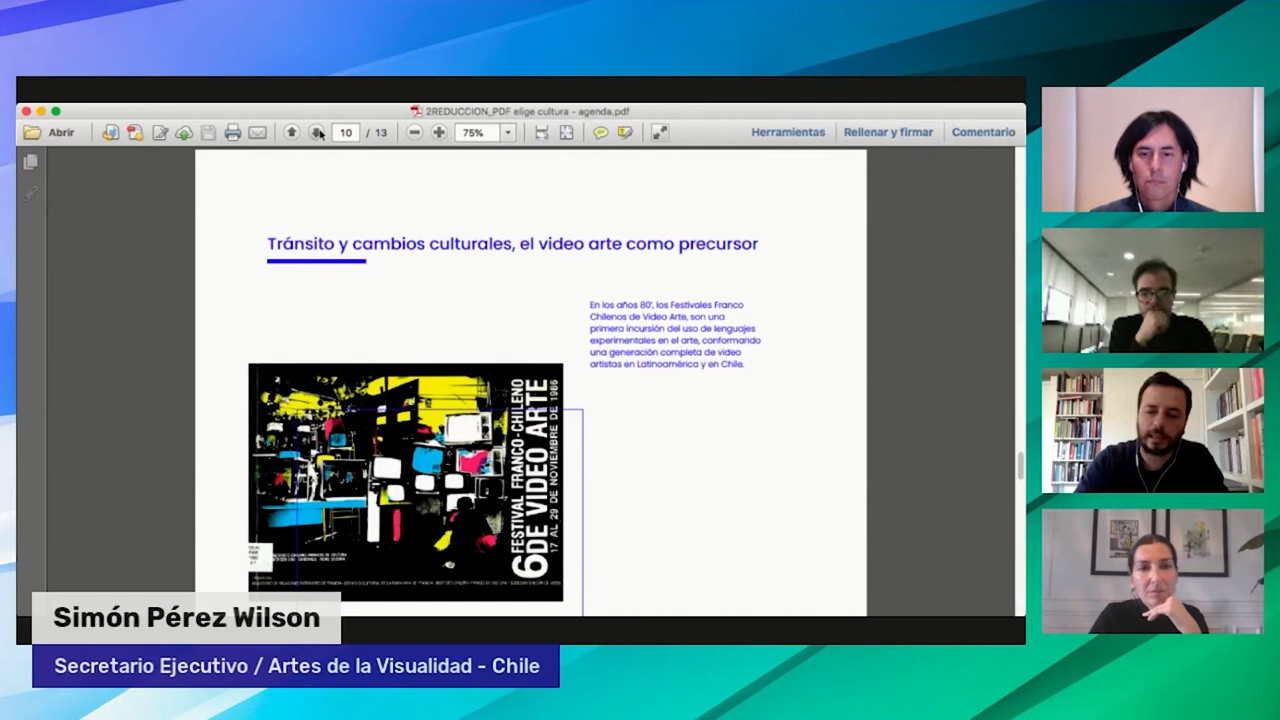 2REDUCCION_PDF elige cultura - agenda.pdf
Abrir
10 / 13
75%
Herramientas
Rellenar y firmar
Comentario
Tránsito y cambios culturales, el video arte como precursor
En los años 80', los Festivales Franco
Chilenos de Video Arte, son una
primera incursión del uso de lenguajes
experimentales en el arte, conformando
una generación completa de video
artistas en Latinoamérica y en Chile.
6 FESTIVAL FRANCO-CHILENO
DE VIDEO ARTE
17 AL 29 DE NOVIEMBRE DE 1986
Simón Pérez Wilson
Secretario Ejecutivo / Artes de la Visualidad - Chile